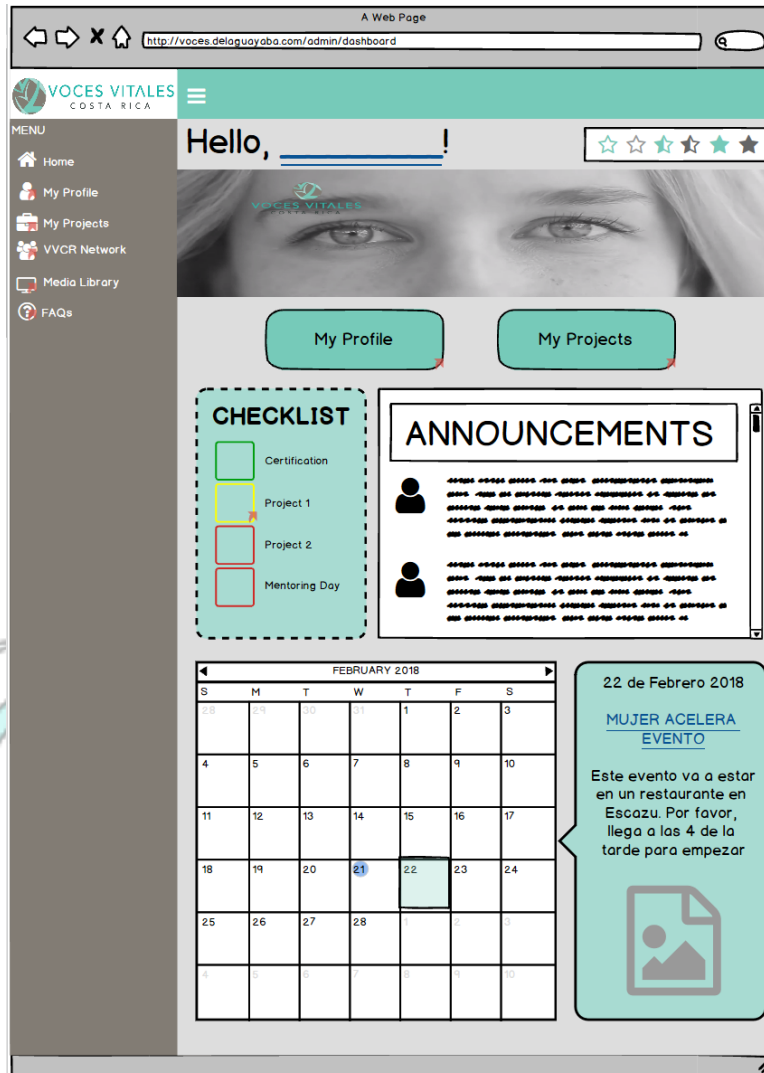 A Web Page
http://voces.delaguayaba.com/admin/dashboard
VOCES VITALES
COSTA RICA
MENU
Home
My Profile
My Projects
VVCR Network
Media Library
FAQs
Hello, !
VOCES VITALES
COSTA RICA
My Profile
My Projects
CHECKLIST
Certification
Project 1
Project 2
Mentoring Day
ANNOUNCEMENTS
FEBRUARY 2018
S M T W T F S
28 29 30 31 1 2 3
4 5 6 7 8 9 10
11 12 13 14 15 16 17
18 19 20 21 22 23 24
25 26 27 28 1 2 3
4 5 6 7 8 9 10
22 de Febrero 2018
MUJER ACELERA
EVENTO
Este evento va a estar
en un restaurante en
Escazu. Por favor,
llega a las 4 de la
tarde para empezar